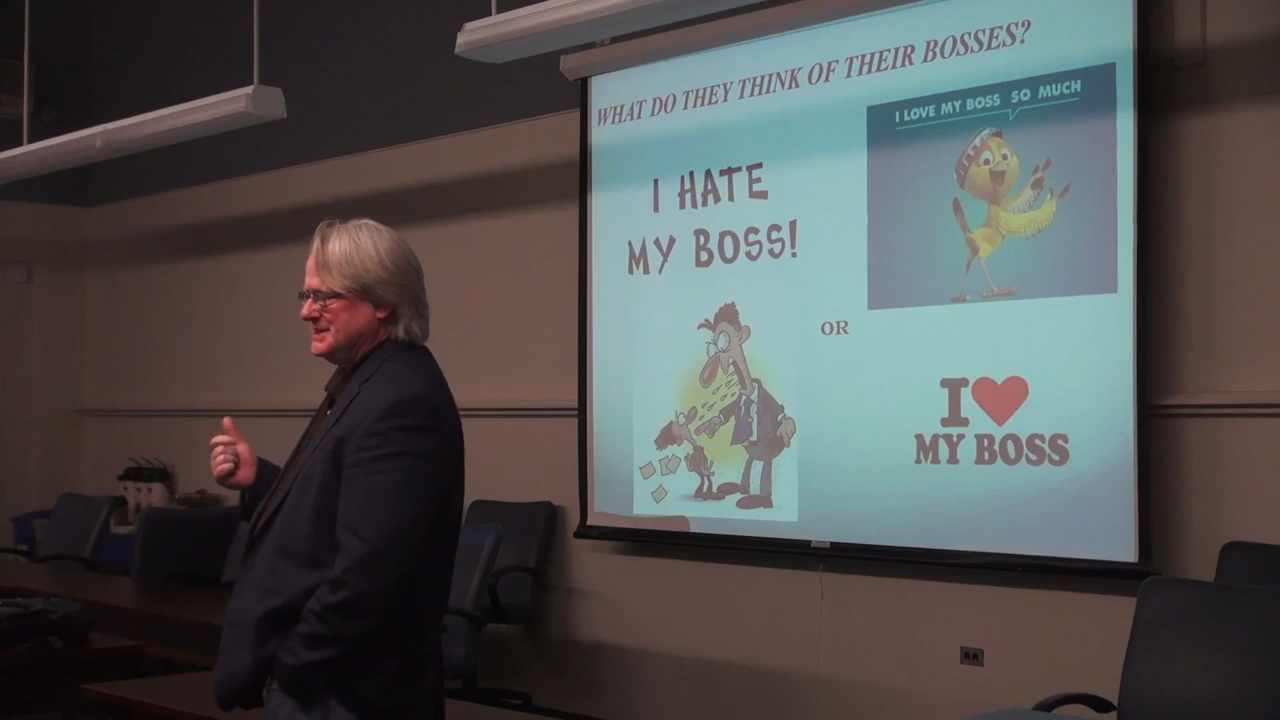 WHAT DO THEY THINK OF THEIR BOSSES?
I HATE
MY BOSS!
I LOVE MY BOSS SO MUCH
OR
I ❤
MY BOSS